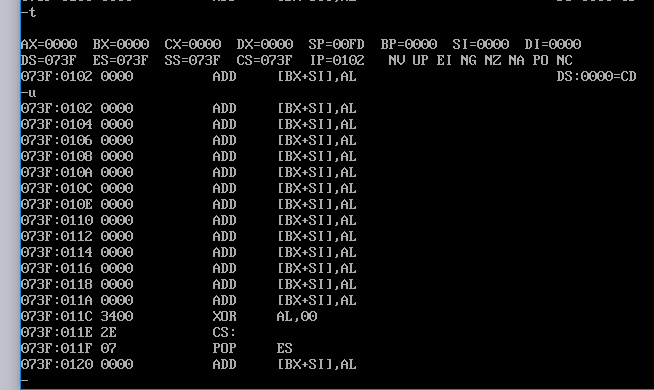 -t
AX=0000  BX=0000  CX=0000  DX=0000  SP=00FD  BP=0000  SI=0000  DI=0000
DS=073F  ES=073F  SS=073F  CS=073F  IP=0102   NV UP EI NG NZ NA PO NC
073F:0102 0000          ADD     [BX+SI],AL                         DS:0000=CD
-u
073F:0102 0000          ADD     [BX+SI],AL
073F:0104 0000          ADD     [BX+SI],AL
073F:0106 0000          ADD     [BX+SI],AL
073F:0108 0000          ADD     [BX+SI],AL
073F:010A 0000          ADD     [BX+SI],AL
073F:010C 0000          ADD     [BX+SI],AL
073F:010E 0000          ADD     [BX+SI],AL
073F:0110 0000          ADD     [BX+SI],AL
073F:0112 0000          ADD     [BX+SI],AL
073F:0114 0000          ADD     [BX+SI],AL
073F:0116 0000          ADD     [BX+SI],AL
073F:0118 0000          ADD     [BX+SI],AL
073F:011A 0000          ADD     [BX+SI],AL
073F:011C 3400          XOR     AL,00
073F:011E 2E            CS:
073F:011F 07            POP     ES
073F:0120 0000          ADD     [BX+SI],AL
-